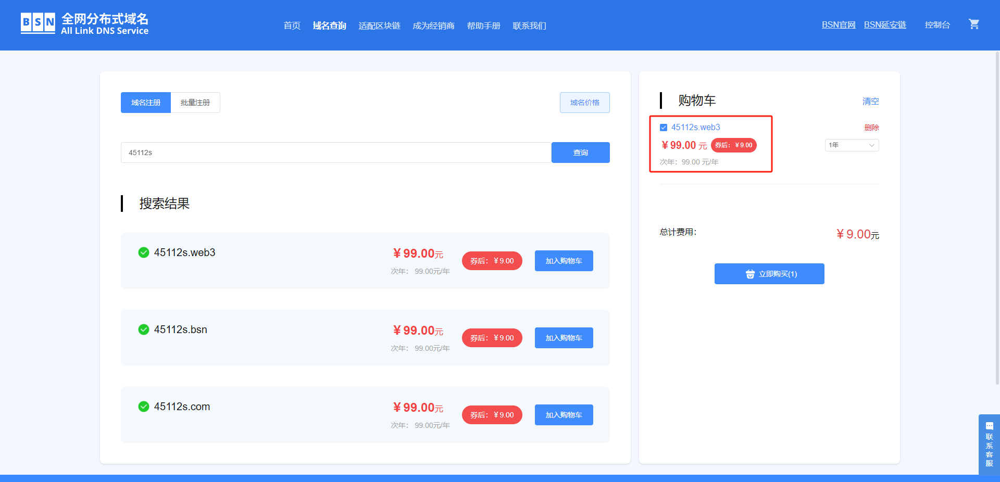 BSN 全网分布式域名
All Link DNS Service
首页 域名查询 适配区块链 成为经销商 帮助手册 联系我们
BSN官网 BSN延安链 控制台
域名注册 批量注册 域名价格
45112s 查询
搜索结果
45112s.web3 ¥99.00元 券后：¥9.00 加入购物车
次年： 99.00元/年
45112s.bsn ¥99.00元 券后：¥9.00 加入购物车
次年： 99.00元/年
45112s.com ¥99.00元 券后：¥9.00 加入购物车
次年： 99.00元/年
购物车 清空
45112s.web3 删除
¥99.00 元 券后：¥9.00 1年
次年：99.00 元/年
总计费用： ¥9.00元
立即购买(1)
联系客服